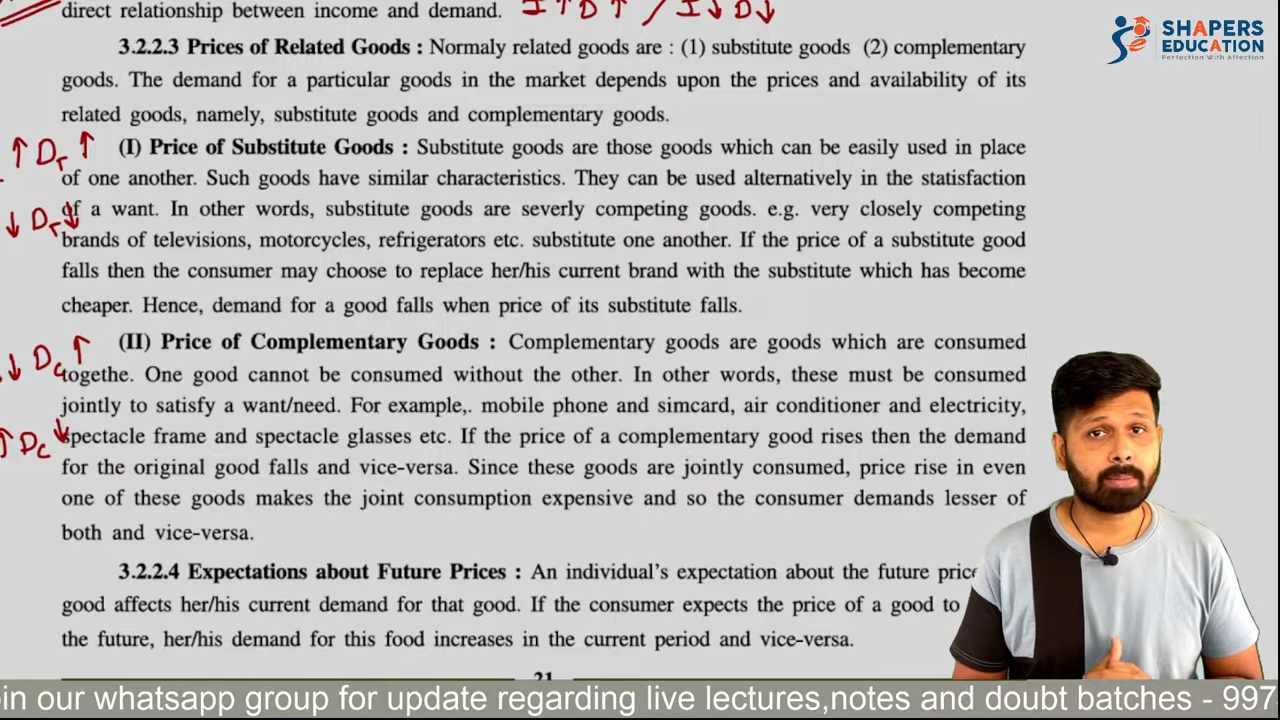 direct relationship between income and demand. I ↑ D ↑ / I ↓ D ↓
SHAPERS
EDUCATION
Perfection With Affection
3.2.2.3 Prices of Related Goods : Normaly related goods are : (1) substitute goods (2) complementary
goods. The demand for a particular goods in the market depends upon the prices and availability of its
related goods, namely, substitute goods and complementary goods.
↑ Dr ↑
(I) Price of Substitute Goods : Substitute goods are those goods which can be easily used in place
of one another. Such goods have similar characteristics. They can be used alternatively in the statisfaction
↓ Dr ↓
of a want. In other words, substitute goods are severly competing goods. e.g. very closely competing
brands of televisions, motorcycles, refrigerators etc. substitute one another. If the price of a substitute good
falls then the consumer may choose to replace her/his current brand with the substitute which has become
cheaper. Hence, demand for a good falls when price of its substitute falls.
↓ Dc ↑
(II) Price of Complementary Goods : Complementary goods are goods which are consumed
togethe. One good cannot be consumed without the other. In other words, these must be consumed
jointly to satisfy a want/need. For example,. mobile phone and simcard, air conditioner and electricity,
↑ Dc ↓
spectacle frame and spectacle glasses etc. If the price of a complementary good rises then the demand
for the original good falls and vice-versa. Since these goods are jointly consumed, price rise in even
one of these goods makes the joint consumption expensive and so the consumer demands lesser of
both and vice-versa.
3.2.2.4 Expectations about Future Prices : An individual's expectation about the future price
good affects her/his current demand for that good. If the consumer expects the price of a good to
the future, her/his demand for this food increases in the current period and vice-versa.
21
in our whatsapp group for update regarding live lectures,notes and doubt batches - 997